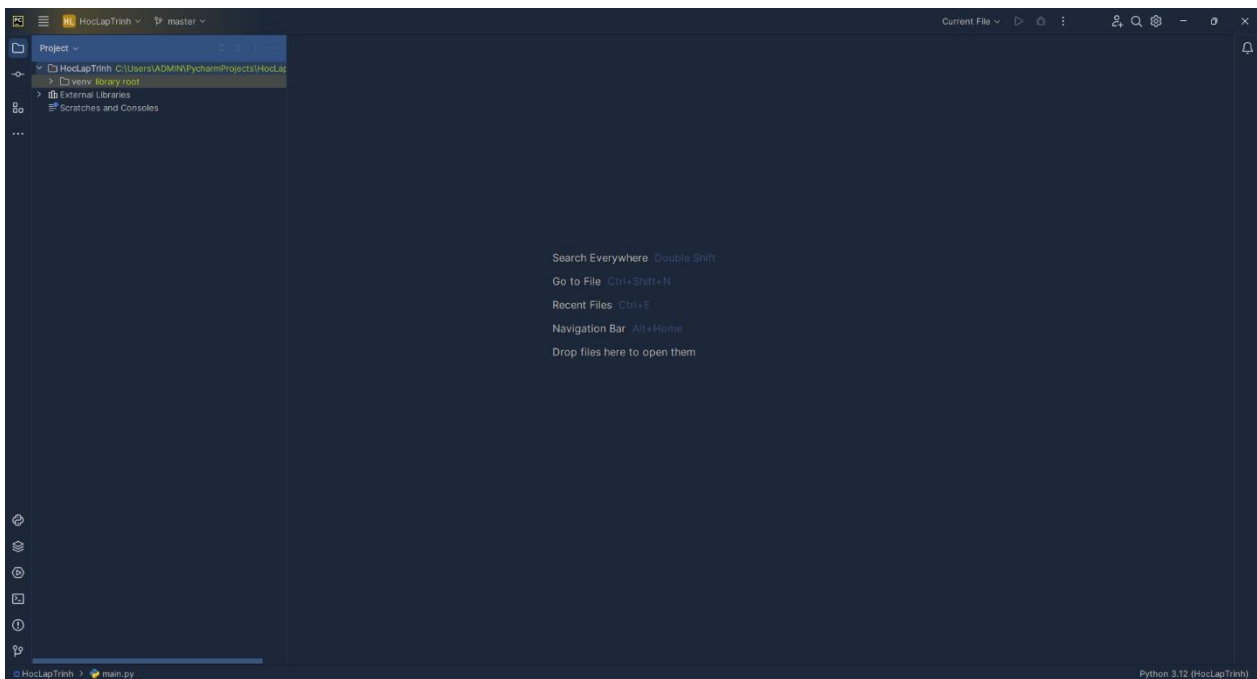 PC HL HocLapTrinh master Current File
Project
HocLapTrinh C:\Users\ADMIN\PycharmProjects\HocLap
venv library root
External Libraries
Scratches and Consoles
Search Everywhere Double Shift
Go to File Ctrl+Shift+N
Recent Files Ctrl+E
Navigation Bar Alt+Home
Drop files here to open them
HocLapTrinh > main.py Python 3.12 (HocLapTrinh)